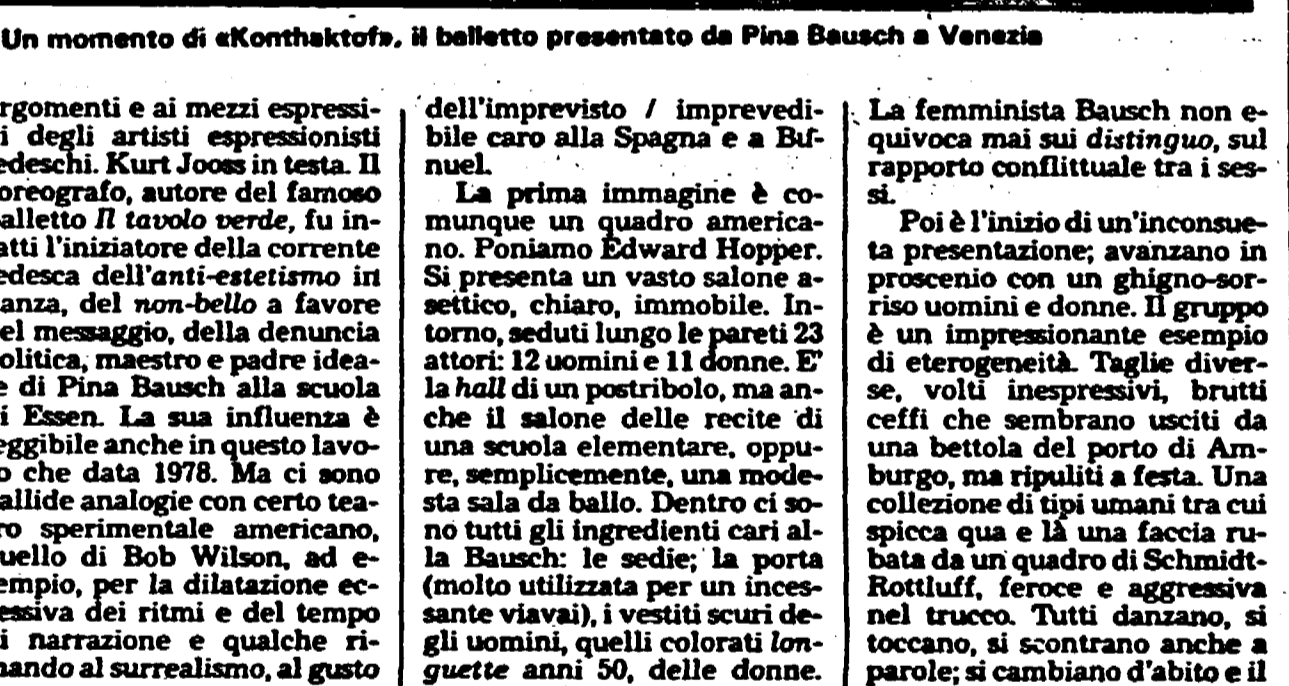 Un momento di «Konthaktof», il balletto presentato da Pina Bausch a Venezia
rgomenti e ai mezzi espressi-
i degli artisti espressionisti
edeschi. Kurt Jooss in testa. Il
oreografo, autore del famoso
alletto Il tavolo verde, fu in-
atti l'iniziatore della corrente
edesca dell'anti-estetismo in
anza, del non-bello a favore
el messaggio, della denuncia
olitica, maestro e padre idea-
e di Pina Bausch alla scuola
i Essen. La sua influenza è
eggibile anche in questo lavo-
o che data 1978. Ma ci sono
allide analogie con certo tea-
ro sperimentale americano,
uello di Bob Wilson, ad e-
empio, per la dilatazione ec-
essiva dei ritmi e del tempo
i narrazione e qualche ri-
nando al surrealismo, al gusto
dell'imprevisto / imprevedi-
bile caro alla Spagna e a Buñ-
nuel.
La prima immagine è co-
munque un quadro america-
no. Poniamo Edward Hopper.
Si presenta un vasto salone a-
settico, chiaro, immobile. In-
torno, seduti lungo le pareti 23
attori: 12 uomini e 11 donne. E'
la hall di un postribolo, ma an-
che il salone delle recite di
una scuola elementare, oppu-
re, semplicemente, una mode-
sta sala da ballo. Dentro ci so-
no tutti gli ingredienti cari al-
la Bausch: le sedie; la porta
(molto utilizzata per un inces-
sante viavai), i vestiti scuri de-
gli uomini, quelli colorati lon-
guette anni 50, delle donne.
La femminista Bausch non e-
quivoca mai sui distinguo, sul
rapporto conflittuale tra i ses-
si.
Poi è l'inizio di un'inconsue-
ta presentazione; avanzano in
proscenio con un ghigno-sor-
riso uomini e donne. Il gruppo
è un impressionante esempio
di eterogeneità. Taglie diver-
se, volti inespressivi, brutti
ceffi che sembrano usciti da
una bettola del porto di Am-
burgo, ma ripuliti a festa. Una
collezione di tipi umani tra cui
spicca qua e là una faccia ru-
bata da un quadro di Schmidt-
Rottluff, feroce e aggressiva
nel trucco. Tutti danzano, si
toccano, si scontrano anche a
parole; si cambiano d'abito e il